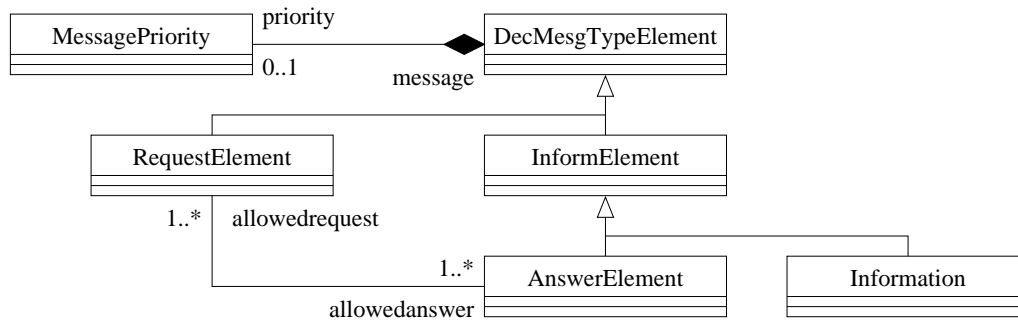 priority
MessagePriority
DecMesgTypeElement
0..1
message
RequestElement
InformElement
1..*
allowedrequest
1..*
AnswerElement
Information
allowedanswer